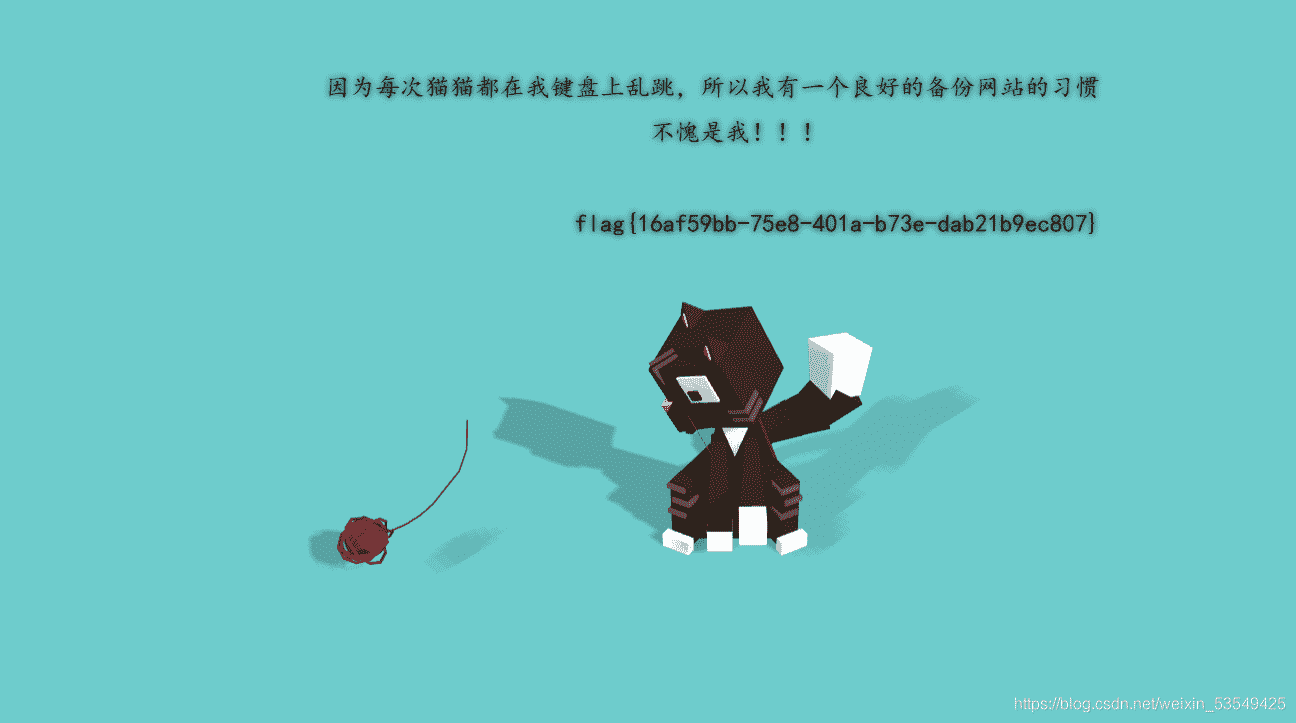 因为每次猫猫都在我键盘上乱跳，所以我有一个良好的备份网站的习惯
不愧是我！！！
flag{16af59bb-75e8-401a-b73e-dab21b9ec807}
https://blog.csdn.net/weixin_53549425